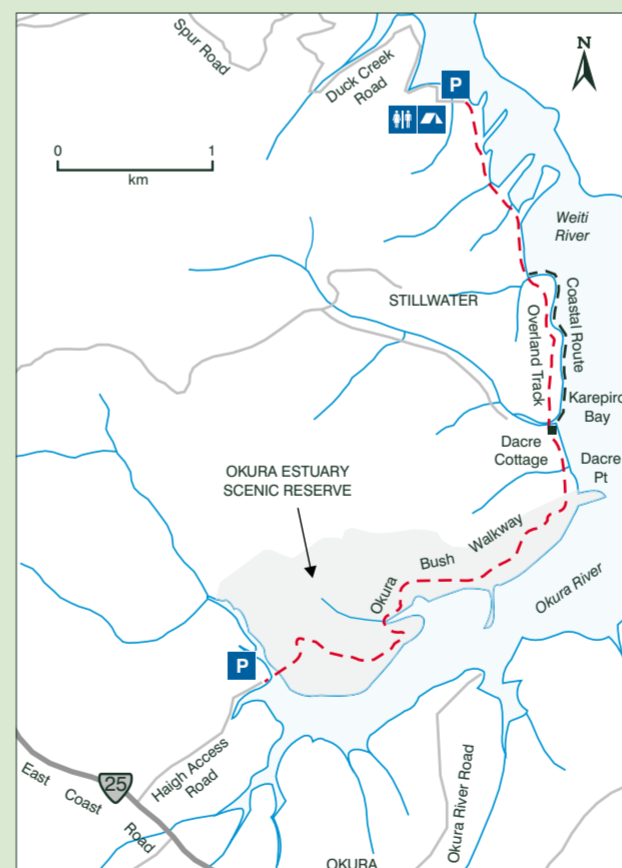 Spur Road
Duck Creek
Road
P
N
0 1
km
Weiti
River
STILLWATER
Coastal Route
Overland Track
Karepiro
Bay
Dacre
Cottage
Dacre
Pt
OKURA ESTUARY
SCENIC RESERVE
Okura Bush Walkway
Okura River
P
Haigh Access
Road
25
East Coast Road
Okura River Road
OKURA